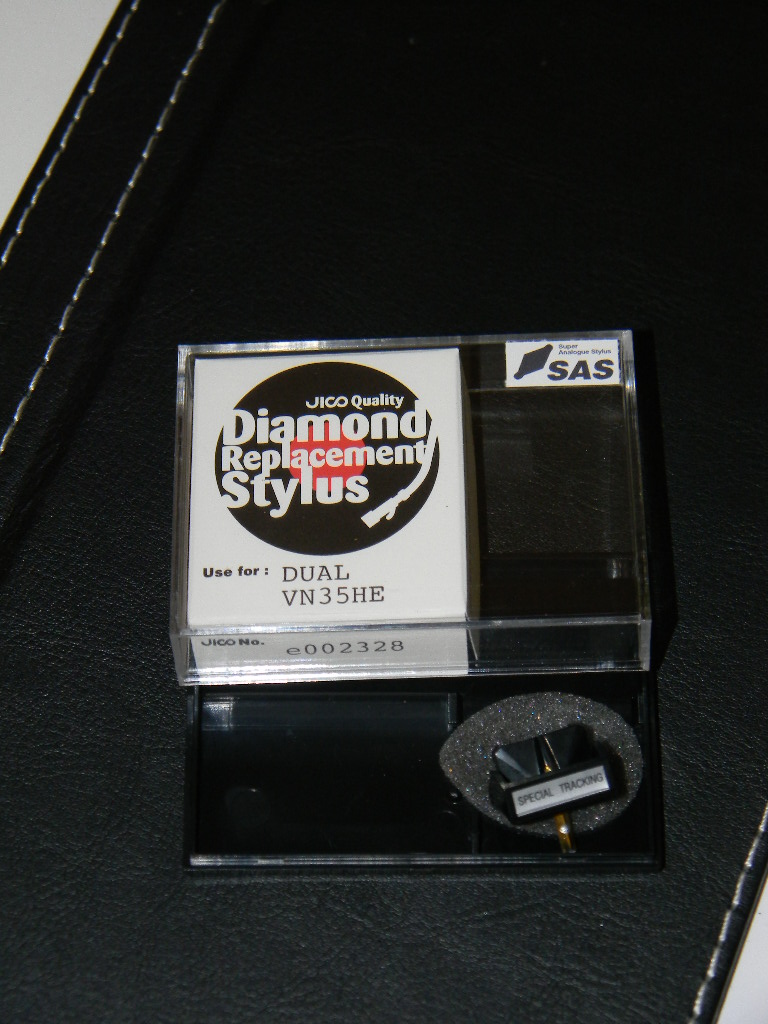 Super
Analogue Stylus
SAS
JICO Quality
Diamond
Replacement
Stylus
Use for : DUAL
VN35HE
JICO No. e002328
SPECIAL TRACKING